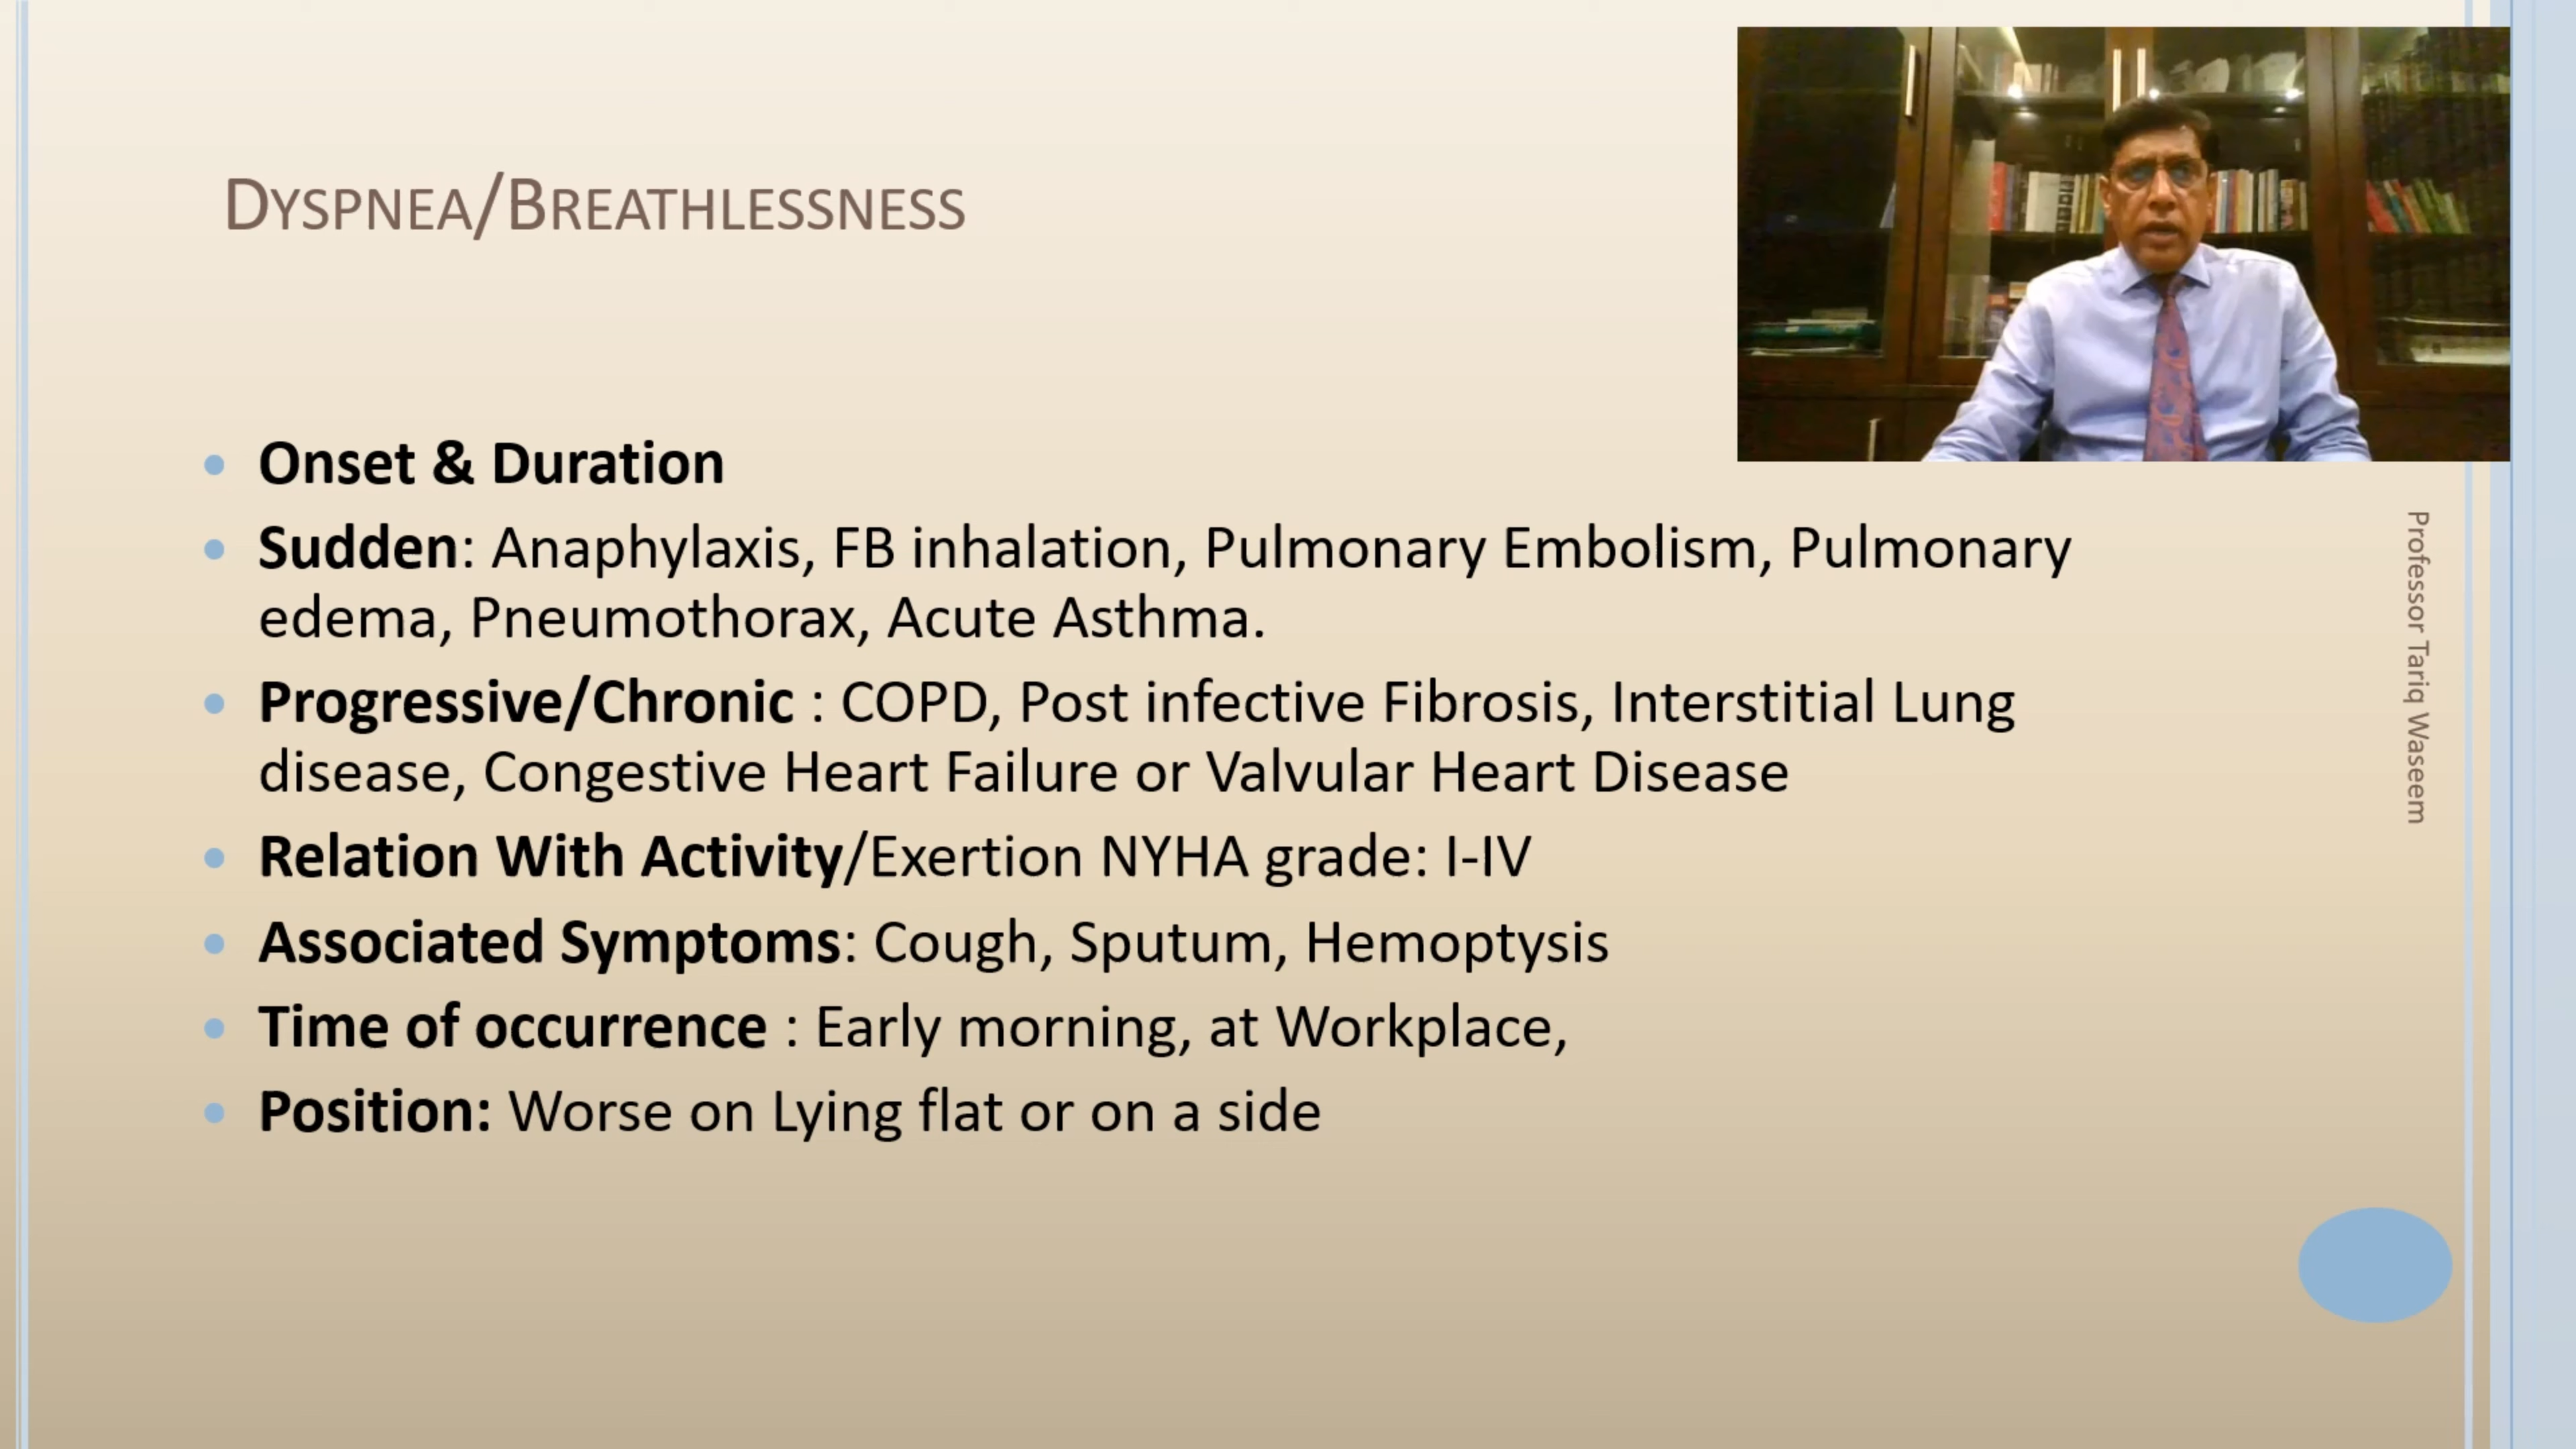 DYSPNEA/BREATHLESSNESS
• Onset & Duration
• Sudden: Anaphylaxis, FB inhalation, Pulmonary Embolism, Pulmonary
edema, Pneumothorax, Acute Asthma.
• Progressive/Chronic : COPD, Post infective Fibrosis, Interstitial Lung
disease, Congestive Heart Failure or Valvular Heart Disease
• Relation With Activity/Exertion NYHA grade: I-IV
• Associated Symptoms: Cough, Sputum, Hemoptysis
• Time of occurrence : Early morning, at Workplace,
• Position: Worse on Lying flat or on a side
Professor Tariq Waseem